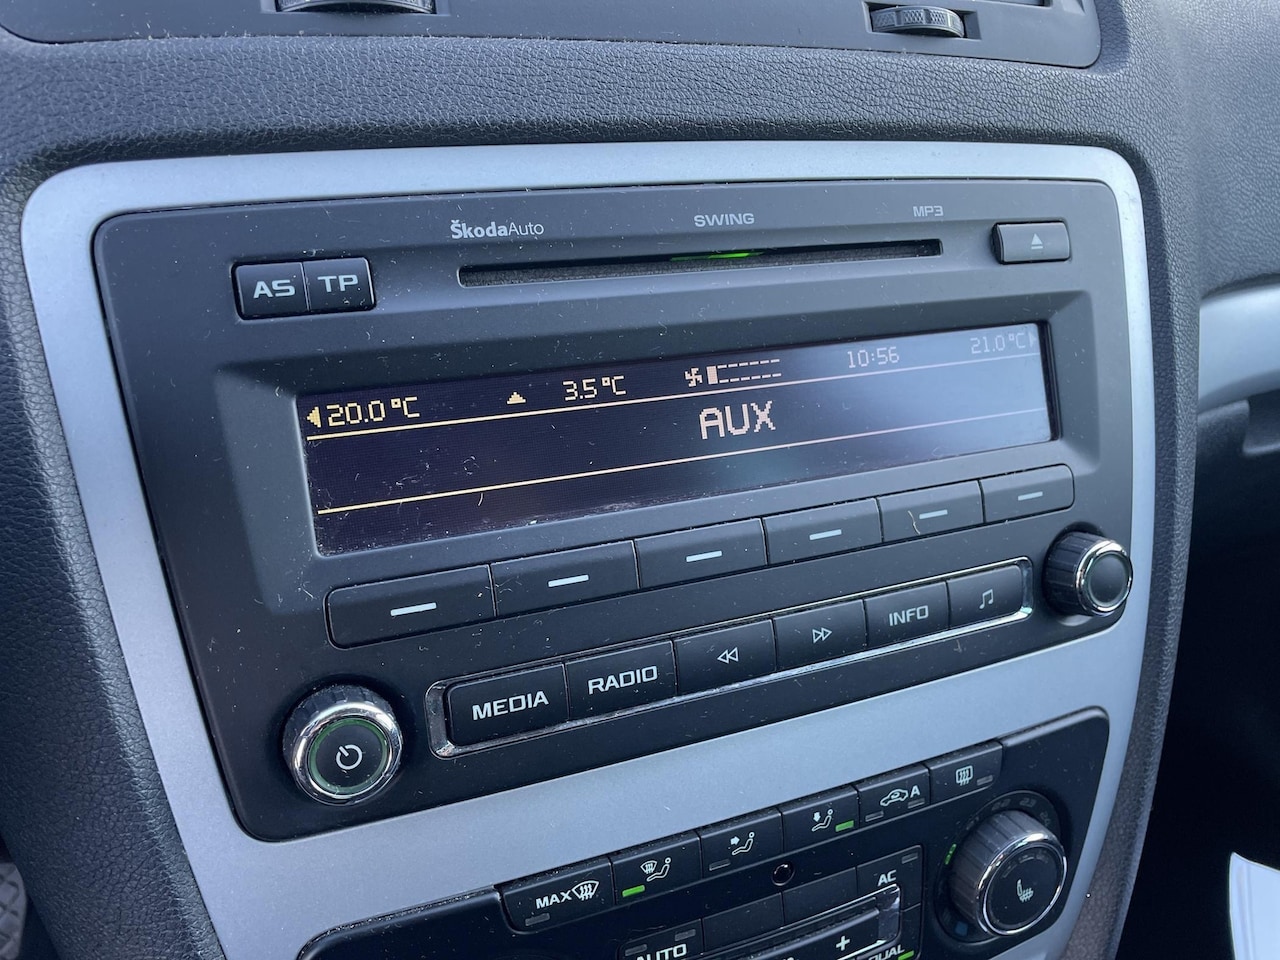 ŠkodaAuto
SWING
MP3
AS TP
20.0°C 3.5°C 10:56 21.0°C
AUX
MEDIA RADIO INFO
MAX
A
AC
AUTO
DUAL